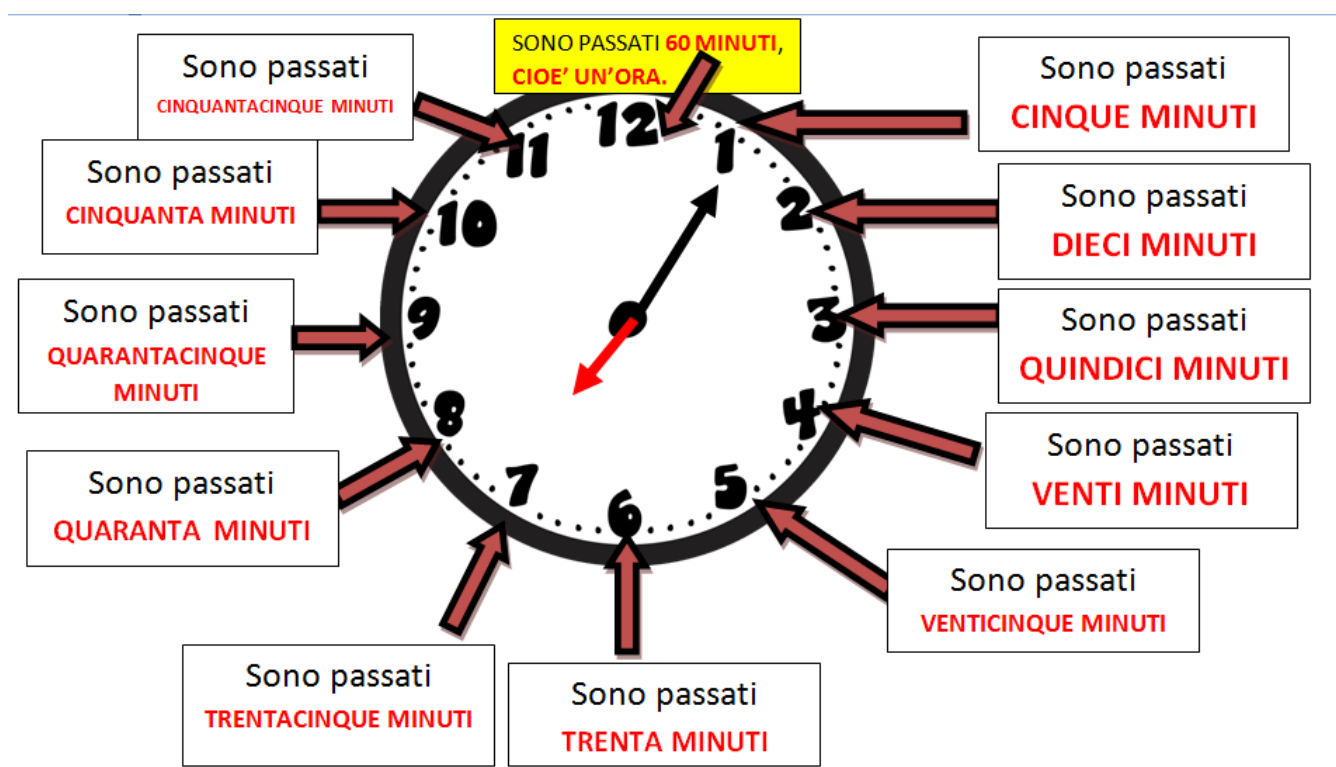 SONO PASSATI 60 MINUTI,
CIOE' UN'ORA.
Sono passati
CINQUE MINUTI
Sono passati
DIECI MINUTI
Sono passati
QUINDICI MINUTI
Sono passati
VENTI MINUTI
Sono passati
VENTICINQUE MINUTI
Sono passati
TRENTA MINUTI
Sono passati
TRENTACINQUE MINUTI
Sono passati
QUARANTA MINUTI
Sono passati
QUARANTACINQUE
MINUTI
Sono passati
CINQUANTA MINUTI
Sono passati
CINQUANTACINQUE MINUTI
12
1
2
3
4
5
6
7
8
9
10
11